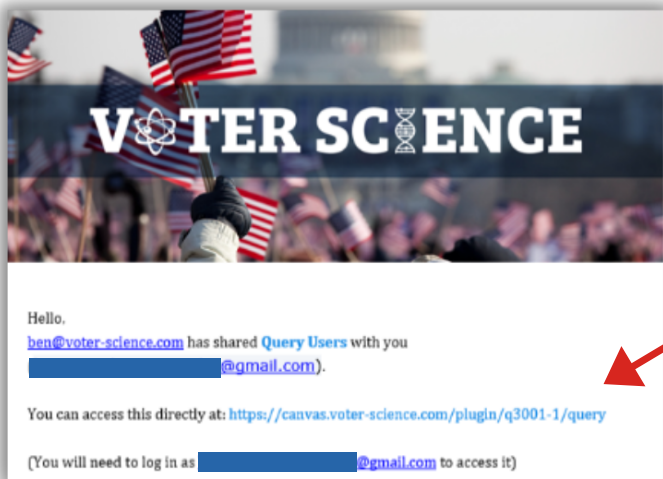 VOTER SCIENCE
Hello,
ben@voter-science.com has shared Query Users with you
(@gmail.com).
You can access this directly at: https://canvas.voter-science.com/plugin/q3001-1/query
(You will need to log in as @gmail.com to access it)